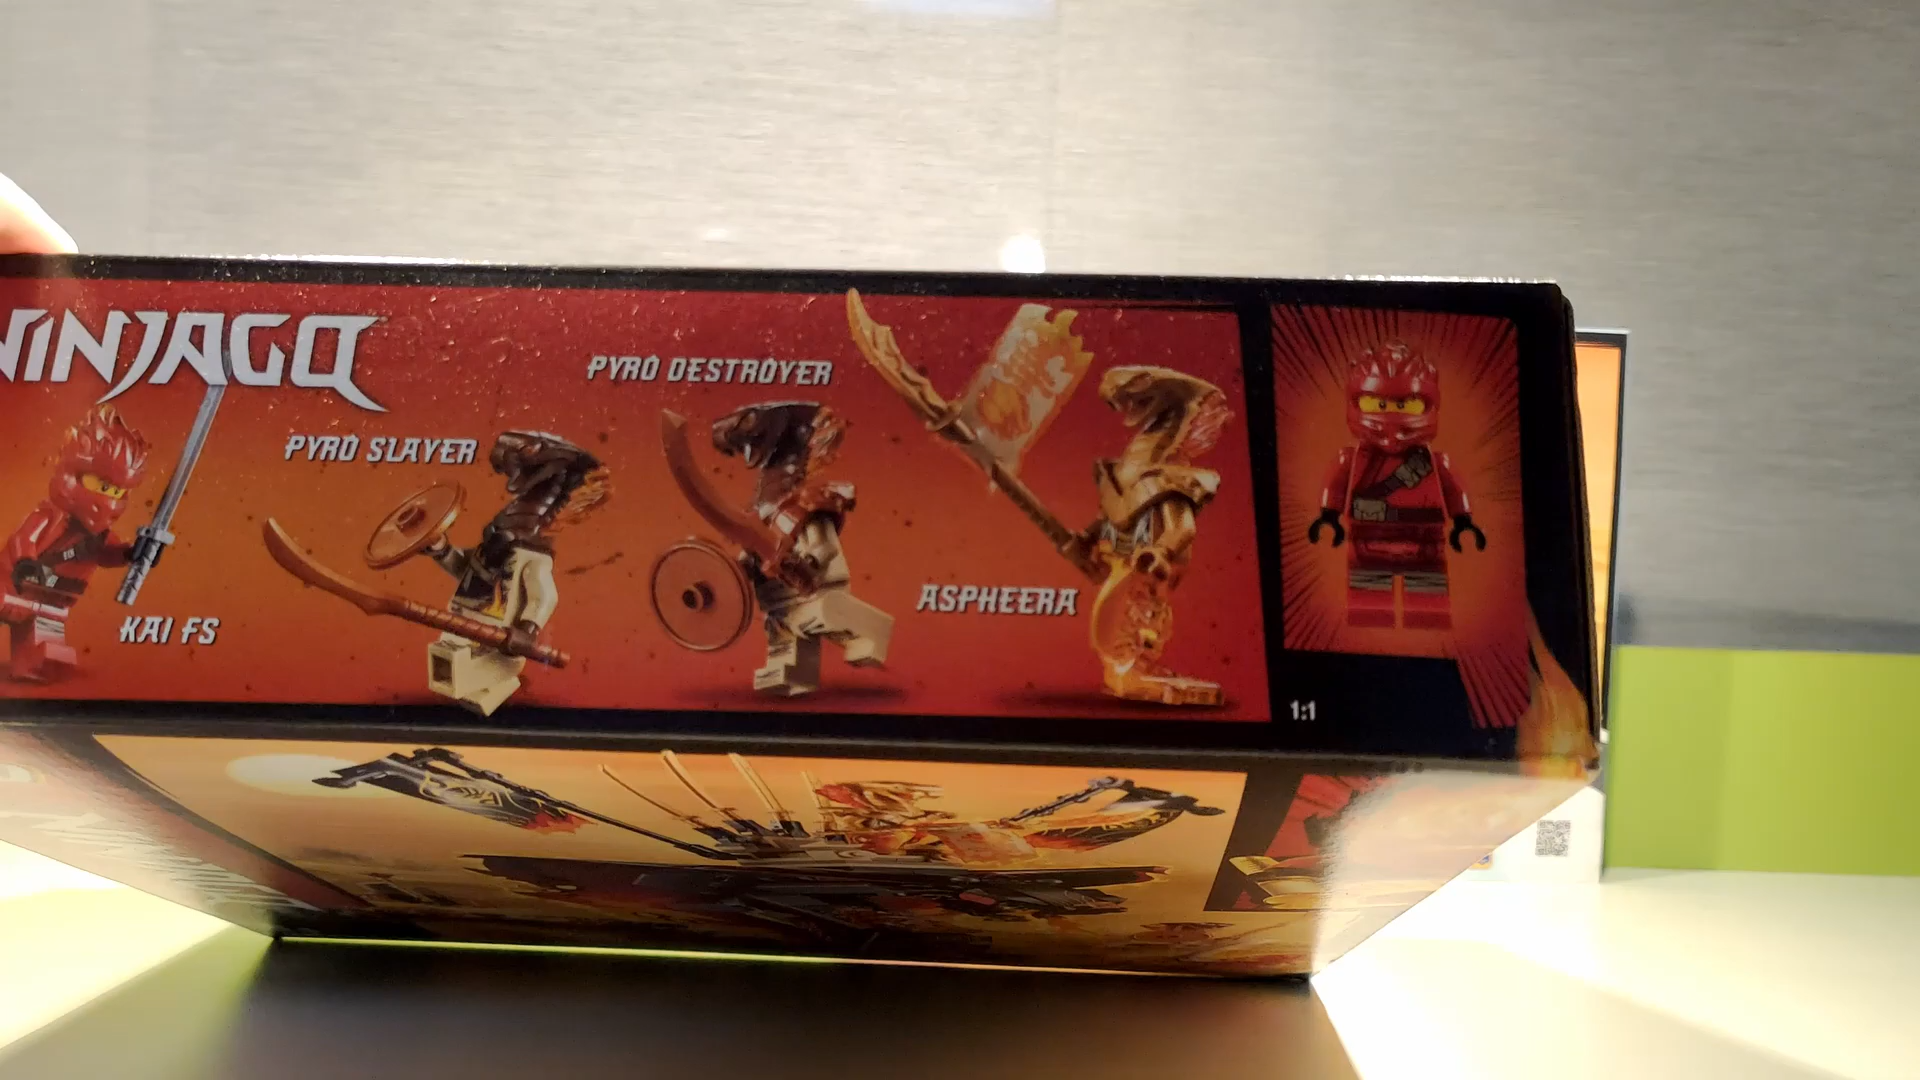 NINJAGO
PYRO DESTROYER
PYRO SLAYER
ASPHEERA
KAI FS
1:1